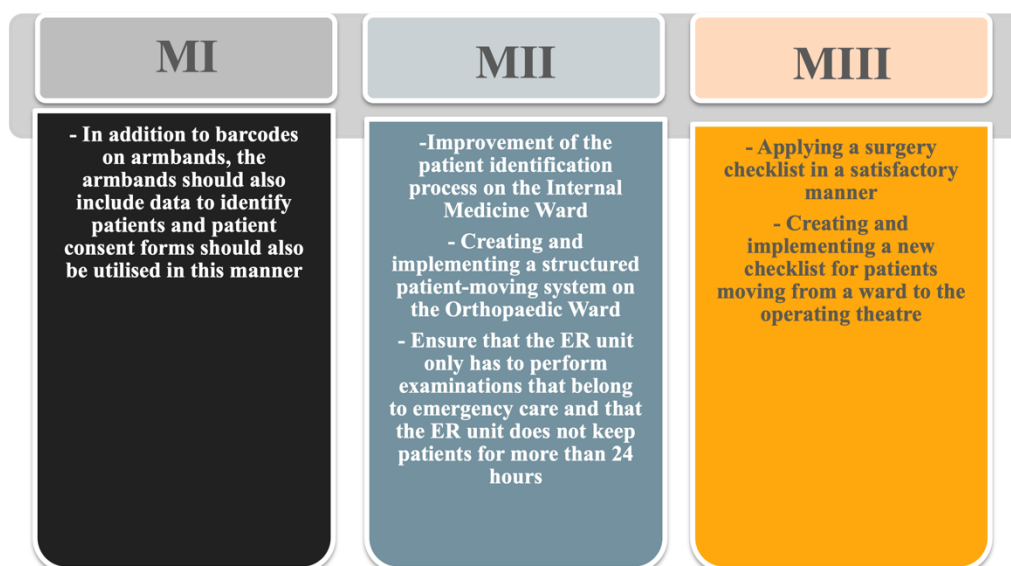 MI
- In addition to barcodes
on armbands, the
armbands should also
include data to identify
patients and patient
consent forms should also
be utilised in this manner
MII
-Improvement of the
patient identification
process on the Internal
Medicine Ward
- Creating and
implementing a structured
patient-moving system on
the Orthopaedic Ward
- Ensure that the ER unit
only has to perform
examinations that belong
to emergency care and that
the ER unit does not keep
patients for more than 24
hours
MIII
- Applying a surgery
checklist in a satisfactory
manner
- Creating and
implementing a new
checklist for patients
moving from a ward to the
operating theatre